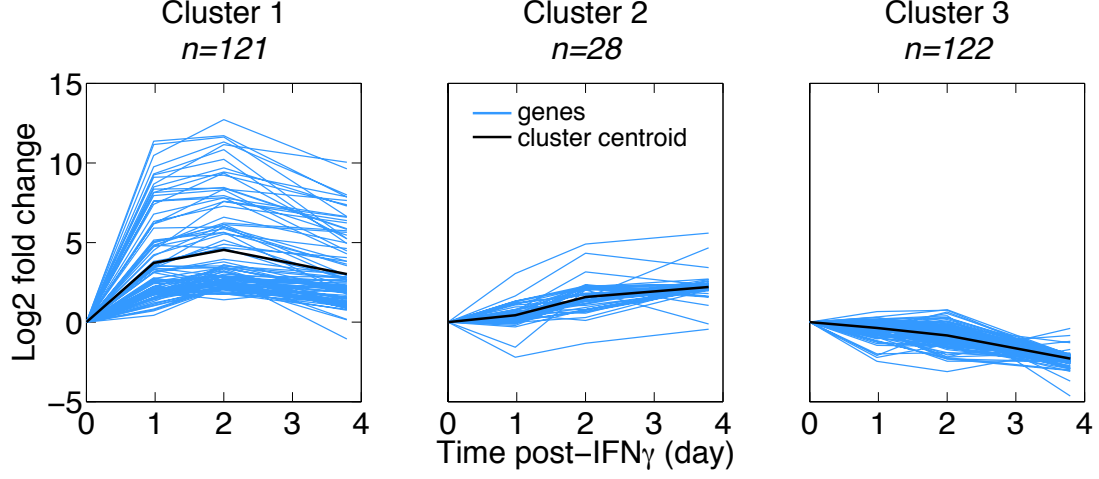 Cluster 1
n=121
Cluster 2
n=28
Cluster 3
n=122
Log2 fold change
15
10
5
0
−5
genes
cluster centroid
0 1 2 3 4
0 1 2 3 4
0 1 2 3 4
Time post−IFNγ (day)